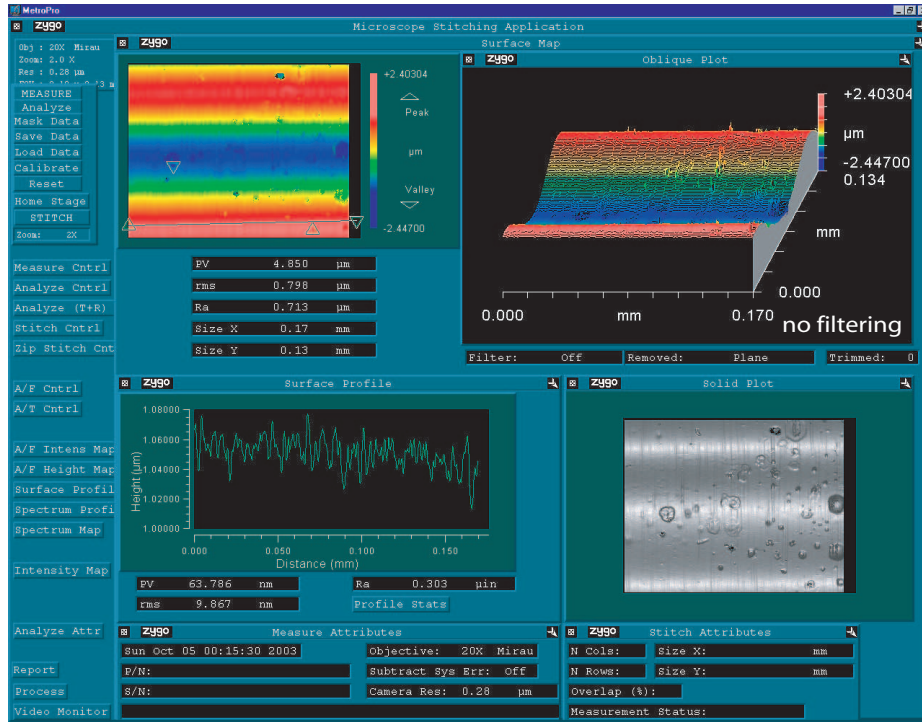 MetroPro
zygo Microscope Stitching Application
Obj : 20X Mirau
Zoom: 2.0 X
Res : 0.28 µm
MEASURE
Analyze
Mask Data
Save Data
Load Data
Calibrate
Reset
Home Stage
STITCH
Zoom: 2X
Measure Cntrl
Analyze Cntrl
Analyze (T+R)
Stitch Cntrl
Zip Stitch Cnt
A/F Cntrl
A/T Cntrl
A/F Intens Map
A/F Height Map
Surface Profil
Spectrum Profi
Spectrum Map
Intensity Map
Analyze Attr
Report
Process
Video Monitor
zygo Surface Map
+2.40304
Peak
µm
Valley
-2.44700
PV 4.850 µm
rms 0.798 µm
Ra 0.713 µm
Size X 0.17 mm
Size Y 0.13 mm
zygo Oblique Plot
+2.40304
µm
-2.44700
0.134
mm
0.000
0.000 mm 0.170
no filtering
Filter: Off Removed: Plane Trimmed: 0
zygo Surface Profile
1.08000
1.06000
1.04000
1.02000
1.00000
Height (µm)
0.000 0.050 0.100 0.150
Distance (mm)
PV 63.786 nm Ra 0.303 µin
rms 9.867 nm Profile Stats
zygo Solid Plot
zygo Measure Attributes
Sun Oct 05 00:15:30 2003 Objective: 20X Mirau
P/N: Subtract Sys Err: Off
S/N: Camera Res: 0.28 µm
zygo Stitch Attributes
N Cols: Size X: mm
N Rows: Size Y: mm
Overlap (%):
Measurement Status: